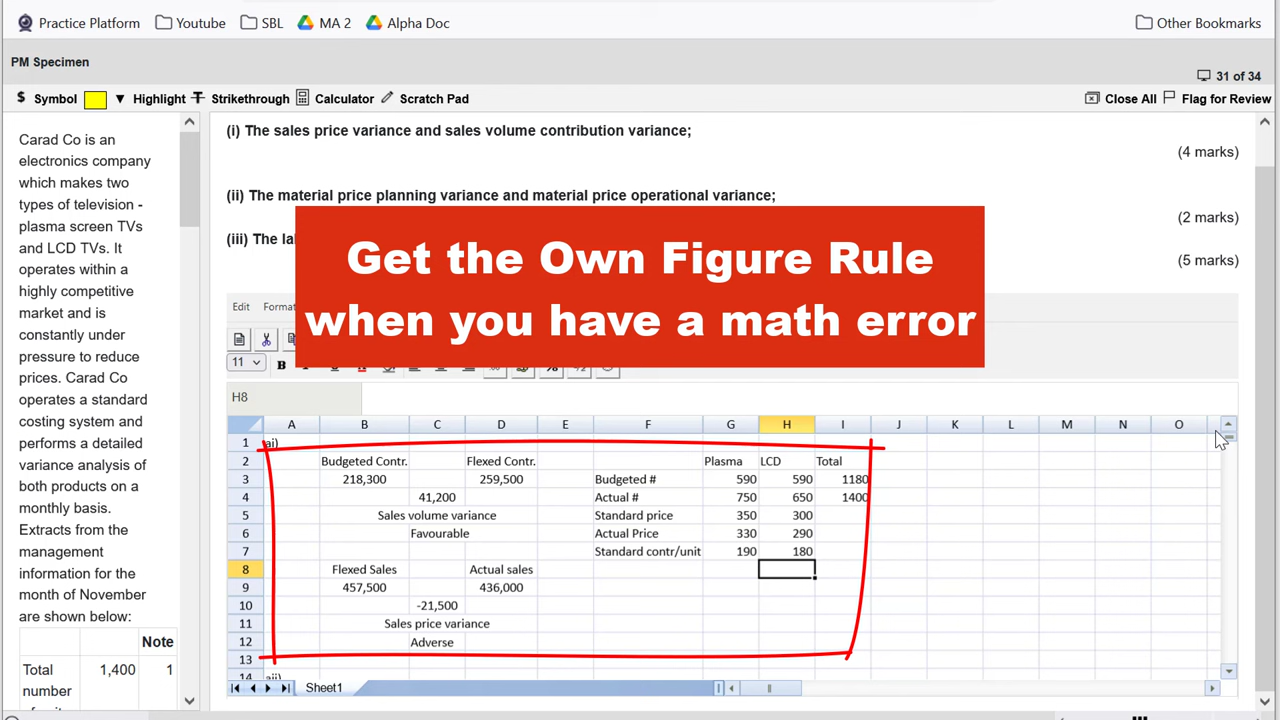 Practice Platform Youtube SBL MA 2 Alpha Doc Other Bookmarks
PM Specimen
31 of 34
$ Symbol Highlight Strikethrough Calculator Scratch Pad Close All Flag for Review
Carad Co is an
electronics company
which makes two
types of television -
plasma screen TVs
and LCD TVs. It
operates within a
highly competitive
market and is
constantly under
pressure to reduce
prices. Carad Co
operates a standard
costing system and
performs a detailed
variance analysis of
both products on a
monthly basis.
Extracts from the
management
information for the
month of November
are shown below:
Note
Total 1,400 1
number
(i) The sales price variance and sales volume contribution variance;
(4 marks)
(ii) The material price planning variance and material price operational variance;
(2 marks)
(iii) The la
(5 marks)
Get the Own Figure Rule
when you have a math error
Edit Format
11 B
H8
A B C D E F G H I J K L M N O
1 ai)
2 Budgeted Contr. Flexed Contr. Plasma LCD Total
3 218,300 259,500 Budgeted # 590 590 1180
4 41,200 Actual # 750 650 1400
5 Sales volume variance Standard price 350 300
6 Favourable Actual Price 330 290
7 Standard contr/unit 190 180
8 Flexed Sales Actual sales
9 457,500 436,000
10 -21,500
11 Sales price variance
12 Adverse
13
14 aii)
Sheet1